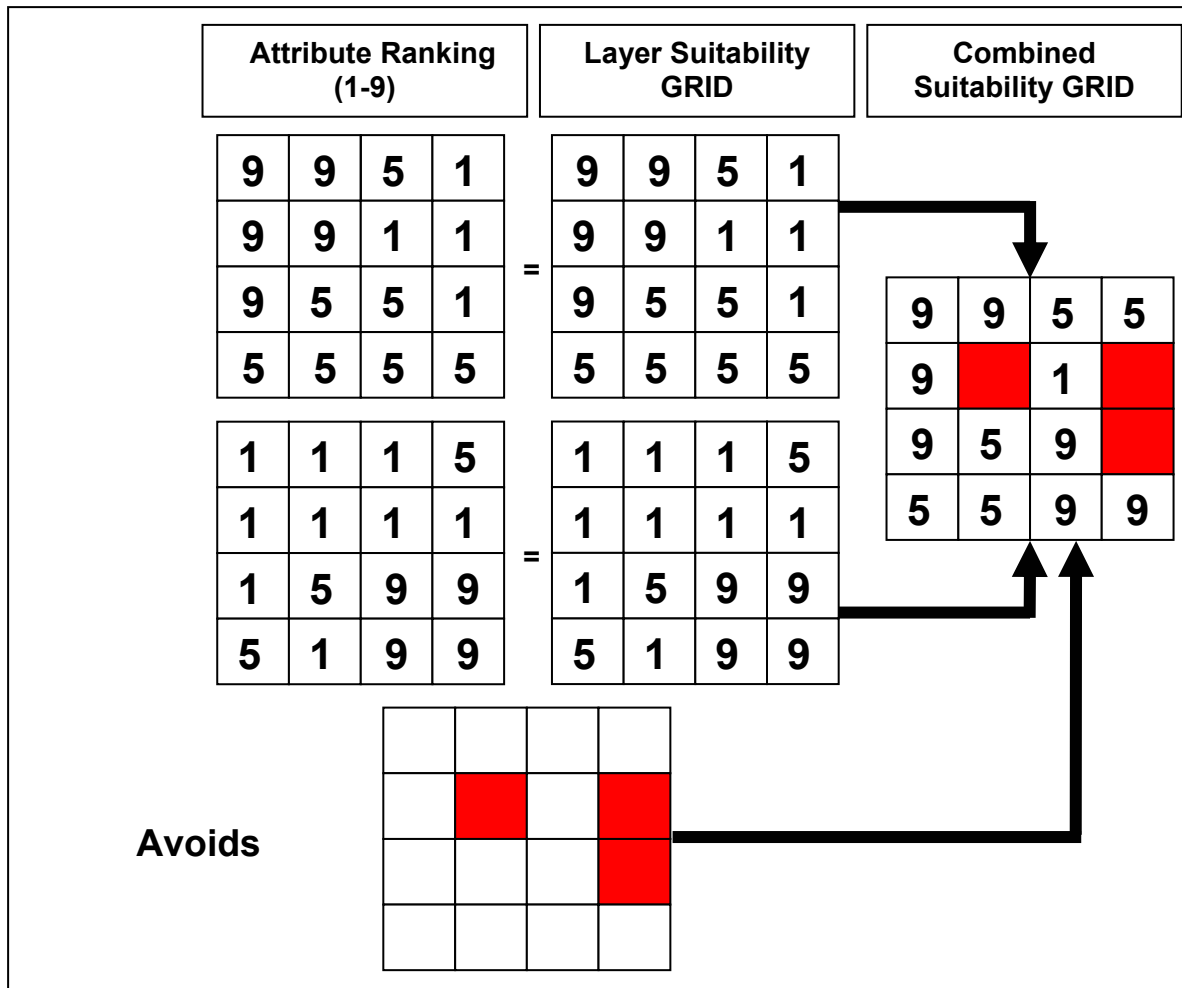 Attribute Ranking
(1-9)
Layer Suitability
GRID
Combined
Suitability GRID
9 9 5 1
9 9 1 1
9 5 5 1
5 5 5 5
=
9 9 5 1
9 9 1 1
9 5 5 1
5 5 5 5
1 1 1 5
1 1 1 1
1 5 9 9
5 1 9 9
=
1 1 1 5
1 1 1 1
1 5 9 9
5 1 9 9
9 9 5 5
9 1
9 5 9
5 5 9 9
Avoids